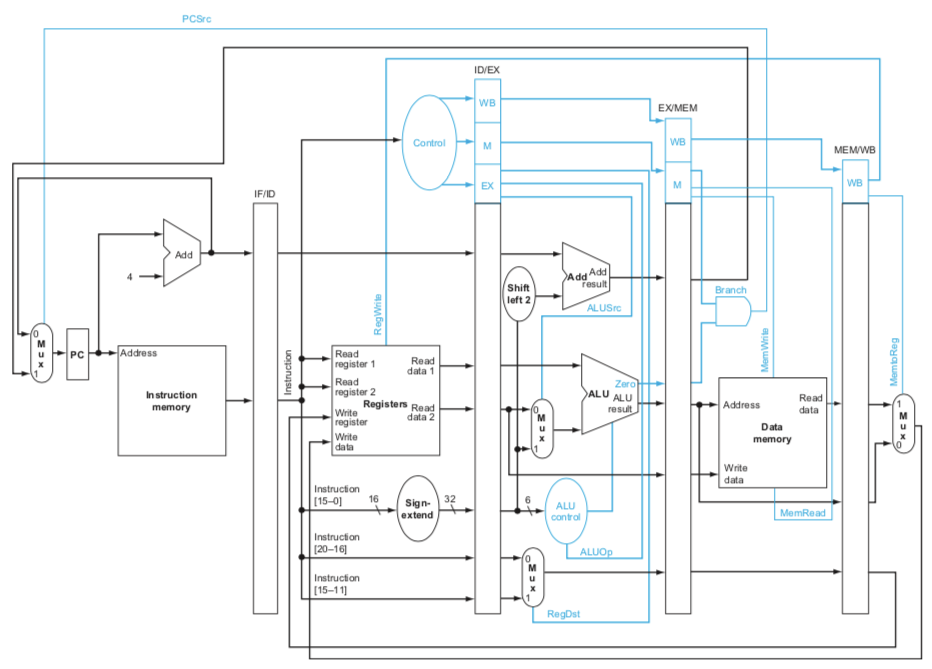 PCSrc
ID/EX
WB
EX/MEM
Control
M
WB
MEM/WB
EX
M
WB
IF/ID
Add
4
Add
Add
result
Shift
left 2
ALUSrc
Branch
RegWrite
MemWrite
MemtoReg
0
M
u
x
1
PC
Address
Instruction
memory
Instruction
Read
register 1
Read
data 1
Read
register 2
Registers
Write
register
Read
data 2
Write
data
Zero
ALU
ALU
result
0
M
u
x
1
Address
Read
data
Data
memory
Write
data
1
M
u
x
0
Instruction
[15–0]
16
Sign-
extend
32
6
ALU
control
MemRead
Instruction
[20–16]
ALUOp
0
M
u
x
1
Instruction
[15–11]
RegDst